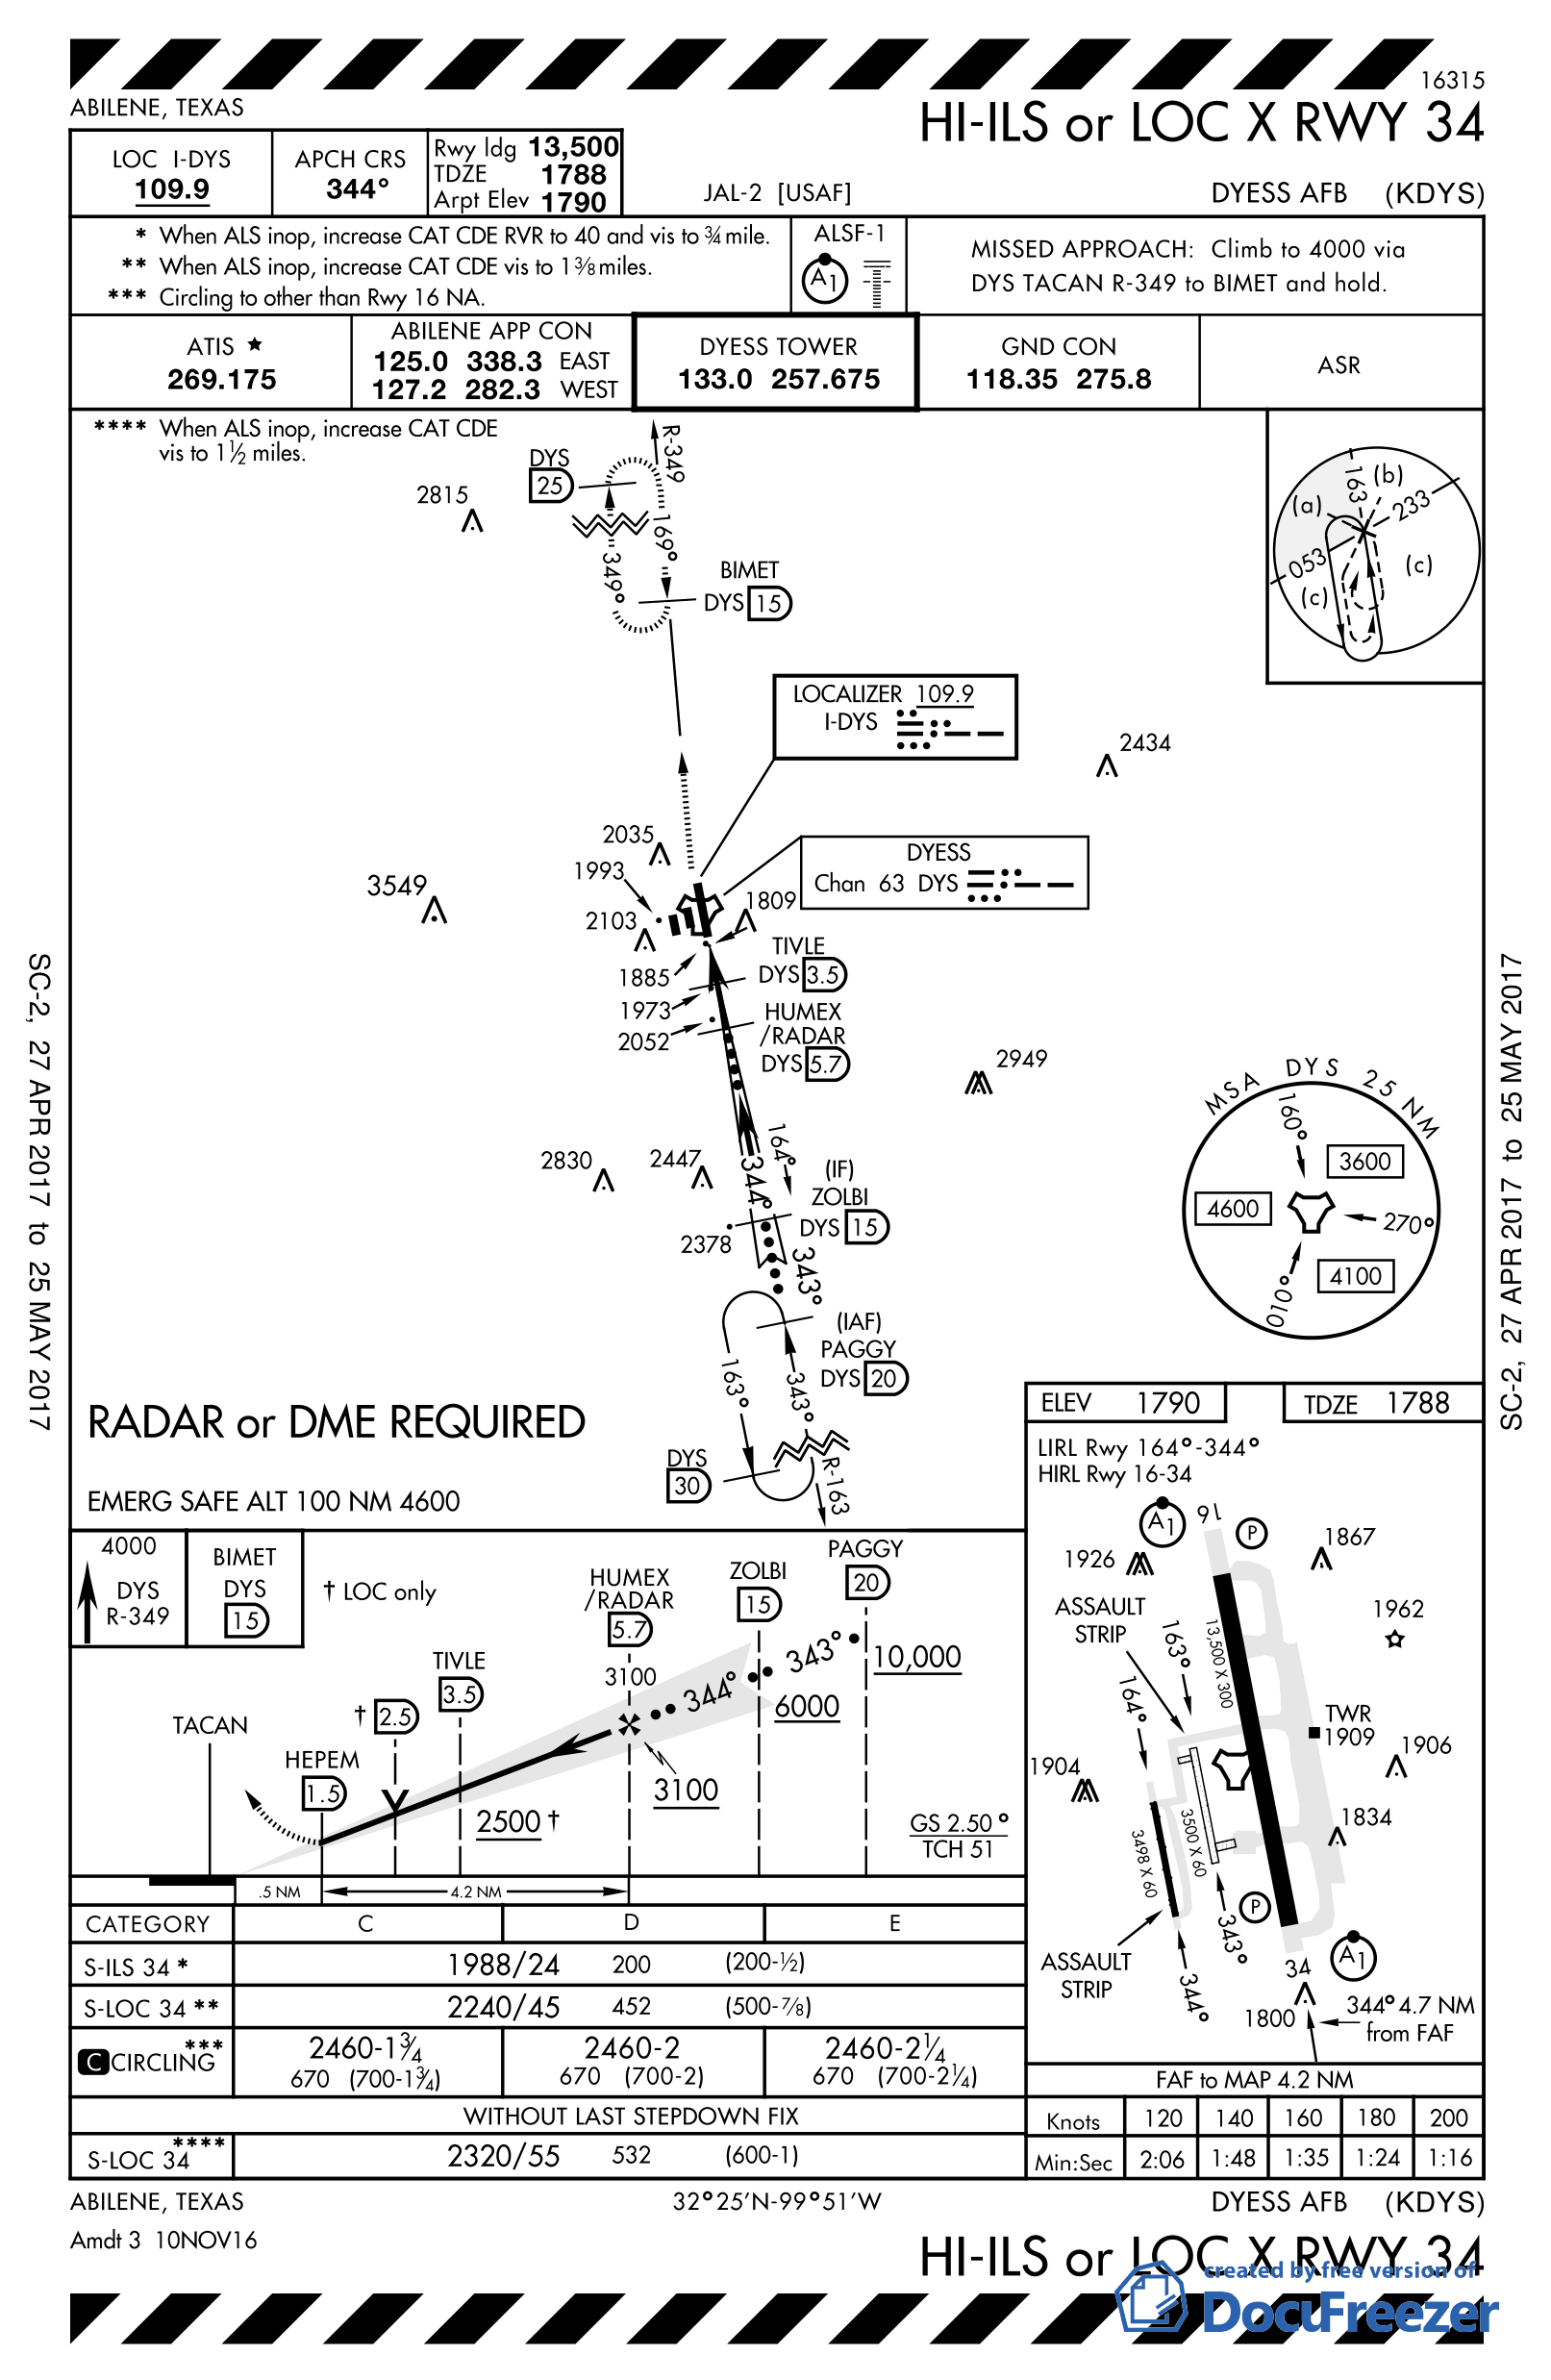 16315
ABILENE, TEXAS
HI-ILS or LOC X RWY 34
LOC I-DYS
109.9
APCH CRS
344°
Rwy ldg 13,500
TDZE 1788
Arpt Elev 1790
JAL-2 [USAF]
DYESS AFB (KDYS)
* When ALS inop, increase CAT CDE RVR to 40 and vis to ¾ mile.
** When ALS inop, increase CAT CDE vis to 1⅜ miles.
*** Circling to other than Rwy 16 NA.
ALSF-1
A1
MISSED APPROACH: Climb to 4000 via
DYS TACAN R-349 to BIMET and hold.
ATIS ★
269.175
ABILENE APP CON
125.0 338.3 EAST
127.2 282.3 WEST
DYESS TOWER
133.0 257.675
GND CON
118.35 275.8
ASR
**** When ALS inop, increase CAT CDE
vis to 1½ miles.
DYS
25
R-349
169°
349°
2815
BIMET
DYS 15
163
(b)
(a)
233
053
(c)
(c)
LOCALIZER 109.9
I-DYS
2434
2035
1993
3549
2103
DYESS
Chan 63 DYS
1809
TIVLE
DYS 3.5
1885
1973
2052
HUMEX
/RADAR
DYS 5.7
2949
MSA DYS 25 NM
160°
3600
4600
270°
4100
010°
2830
2447
164°
344°
(IF)
ZOLBI
DYS 15
2378
343°
(IAF)
PAGGY
DYS 20
163°
343°
DYS
30
R-163
RADAR or DME REQUIRED
EMERG SAFE ALT 100 NM 4600
SC-2, 27 APR 2017 to 25 MAY 2017
SC-2, 27 APR 2017 to 25 MAY 2017
4000
DYS
R-349
BIMET
DYS
15
† LOC only
TACAN
HEPEM
1.5
† 2.5
TIVLE
3.5
2500 †
HUMEX
/RADAR
5.7
3100
3100
344°
ZOLBI
15
6000
343°
PAGGY
20
10,000
GS 2.50°
TCH 51
.5 NM
4.2 NM
CATEGORY C D E
S-ILS 34 * 1988/24 200 (200-½)
S-LOC 34 ** 2240/45 452 (500-⅞)
C CIRCLING *** 2460-1¾ 2460-2 2460-2¼
670 (700-1¾) 670 (700-2) 670 (700-2¼)
WITHOUT LAST STEPDOWN FIX
S-LOC 34 **** 2320/55 532 (600-1)
ELEV 1790
TDZE 1788
LIRL Rwy 164°-344°
HIRL Rwy 16-34
A1
16
P
1926
1867
ASSAULT
STRIP
163°
164°
13,500 X 300
1962
TWR
1909
1906
1904
3500 X 60
3498 X 60
1834
P
343°
344°
ASSAULT
STRIP
34
A1
1800
344° 4.7 NM
from FAF
FAF to MAP 4.2 NM
Knots 120 140 160 180 200
Min:Sec 2:06 1:48 1:35 1:24 1:16
ABILENE, TEXAS
32°25'N-99°51'W
DYESS AFB (KDYS)
Amdt 3 10NOV16
HI-ILS or LOC X RWY 34
created by free version of
DocuFreezer